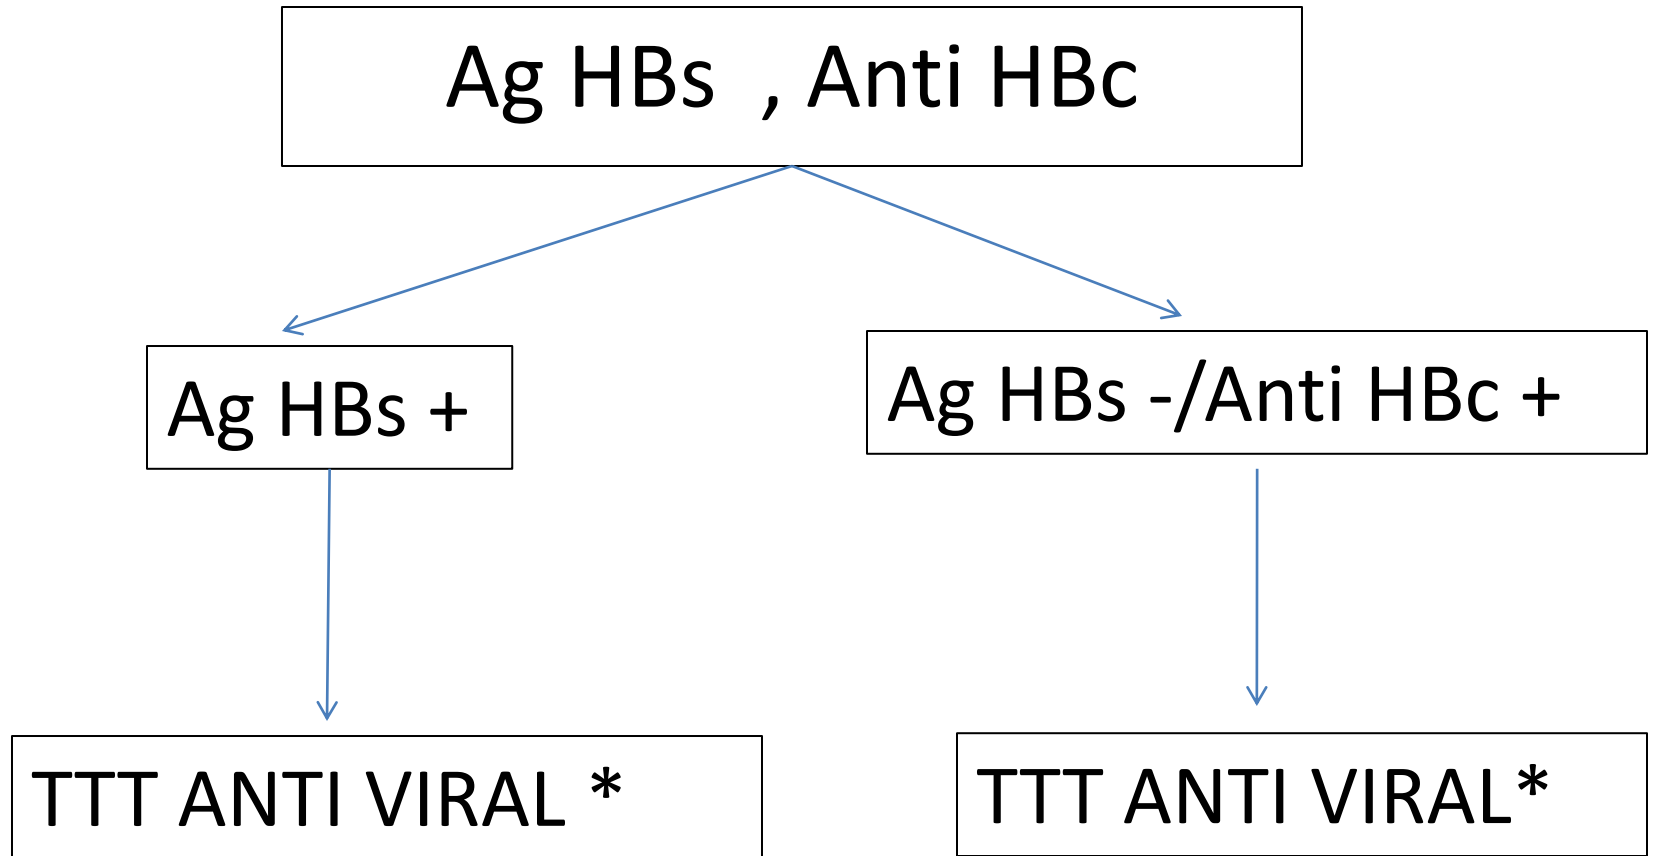 Ag HBs , Anti HBc
Ag HBs +
Ag HBs -/Anti HBc +
TTT ANTI VIRAL *
TTT ANTI VIRAL*